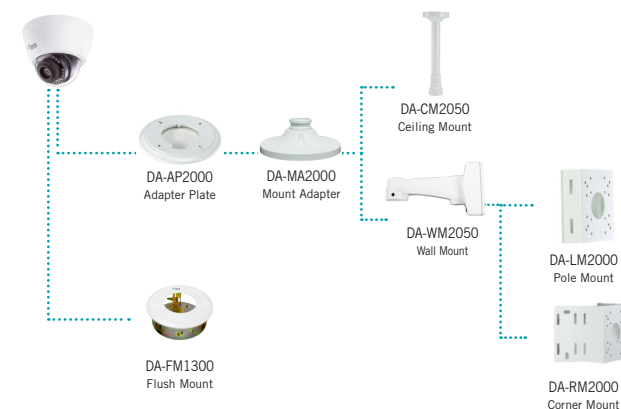 DA-CM2050
Ceiling Mount
DA-AP2000
Adapter Plate
DA-MA2000
Mount Adapter
DA-WM2050
Wall Mount
DA-LM2000
Pole Mount
DA-FM1300
Flush Mount
DA-RM2000
Corner Mount